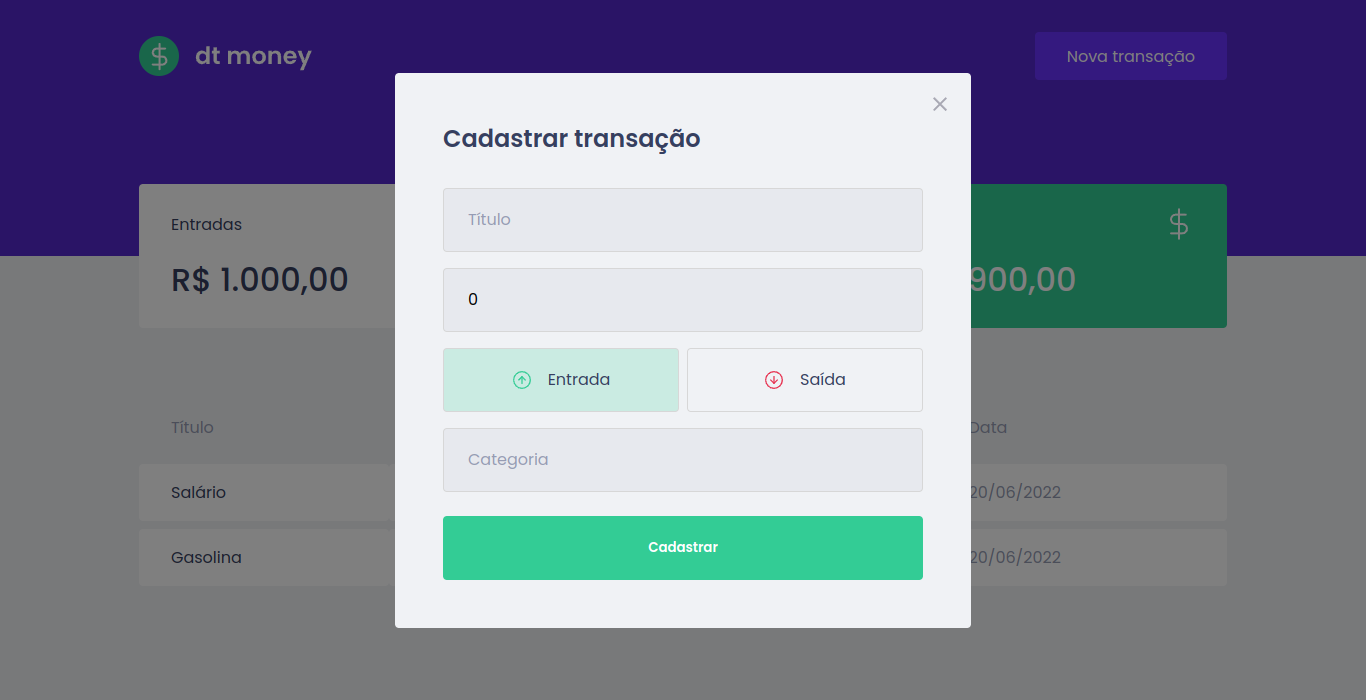 dt money
Nova transação
Cadastrar transação
Entradas
R$ 1.000,00
900,00
Título
0
Entrada
Saída
Categoria
Cadastrar
Título
Data
Salário
20/06/2022
Gasolina
20/06/2022